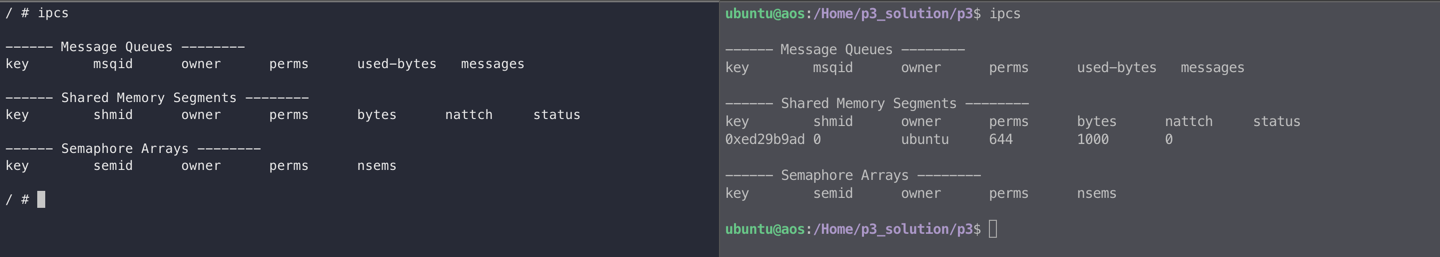 / # ipcs
------ Message Queues --------
key msqid owner perms used-bytes messages
------ Shared Memory Segments --------
key shmid owner perms bytes nattch status
------ Semaphore Arrays --------
key semid owner perms nsems
/ #
ubuntu@aos:/Home/p3_solution/p3$ ipcs
------ Message Queues --------
key msqid owner perms used-bytes messages
------ Shared Memory Segments --------
key shmid owner perms bytes nattch status
0xed29b9ad 0 ubuntu 644 1000 0
------ Semaphore Arrays --------
key semid owner perms nsems
ubuntu@aos:/Home/p3_solution/p3$